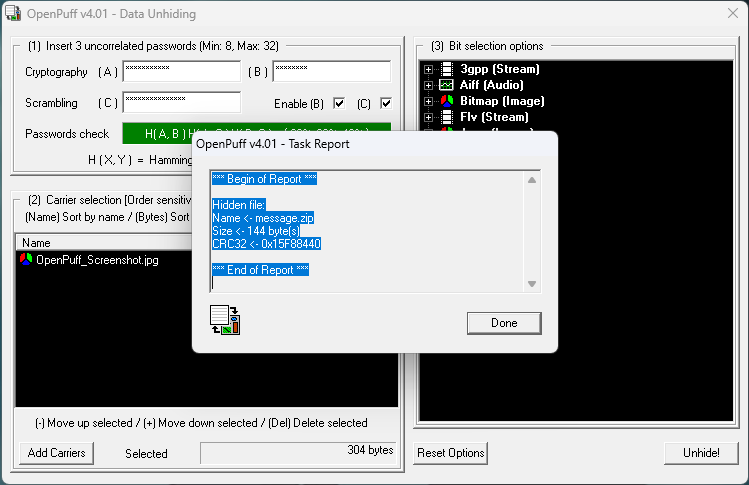 OpenPuff v4.01 - Data Unhiding
(1) Insert 3 uncorrelated passwords (Min: 8, Max: 32)
Cryptography (A) *********** (B) ********
Scrambling (C) *********** Enable (B) (C)
Passwords check H( A, B )
H ( X, Y ) = Hamming
(2) Carrier selection [Order sensitiv
(Name) Sort by name / (Bytes) Sort
Name
OpenPuff_Screenshot.jpg
(-) Move up selected / (+) Move down selected / (Del) Delete selected
Add Carriers Selected 304 bytes
(3) Bit selection options
3gpp (Stream)
Aiff (Audio)
Bitmap (Image)
Flv (Stream)
Reset Options Unhide!
OpenPuff v4.01 - Task Report
*** Begin of Report ***
Hidden file:
Name <- message.zip
Size <- 144 byte(s)
CRC32 <- 0x15F88440
*** End of Report ***
Done